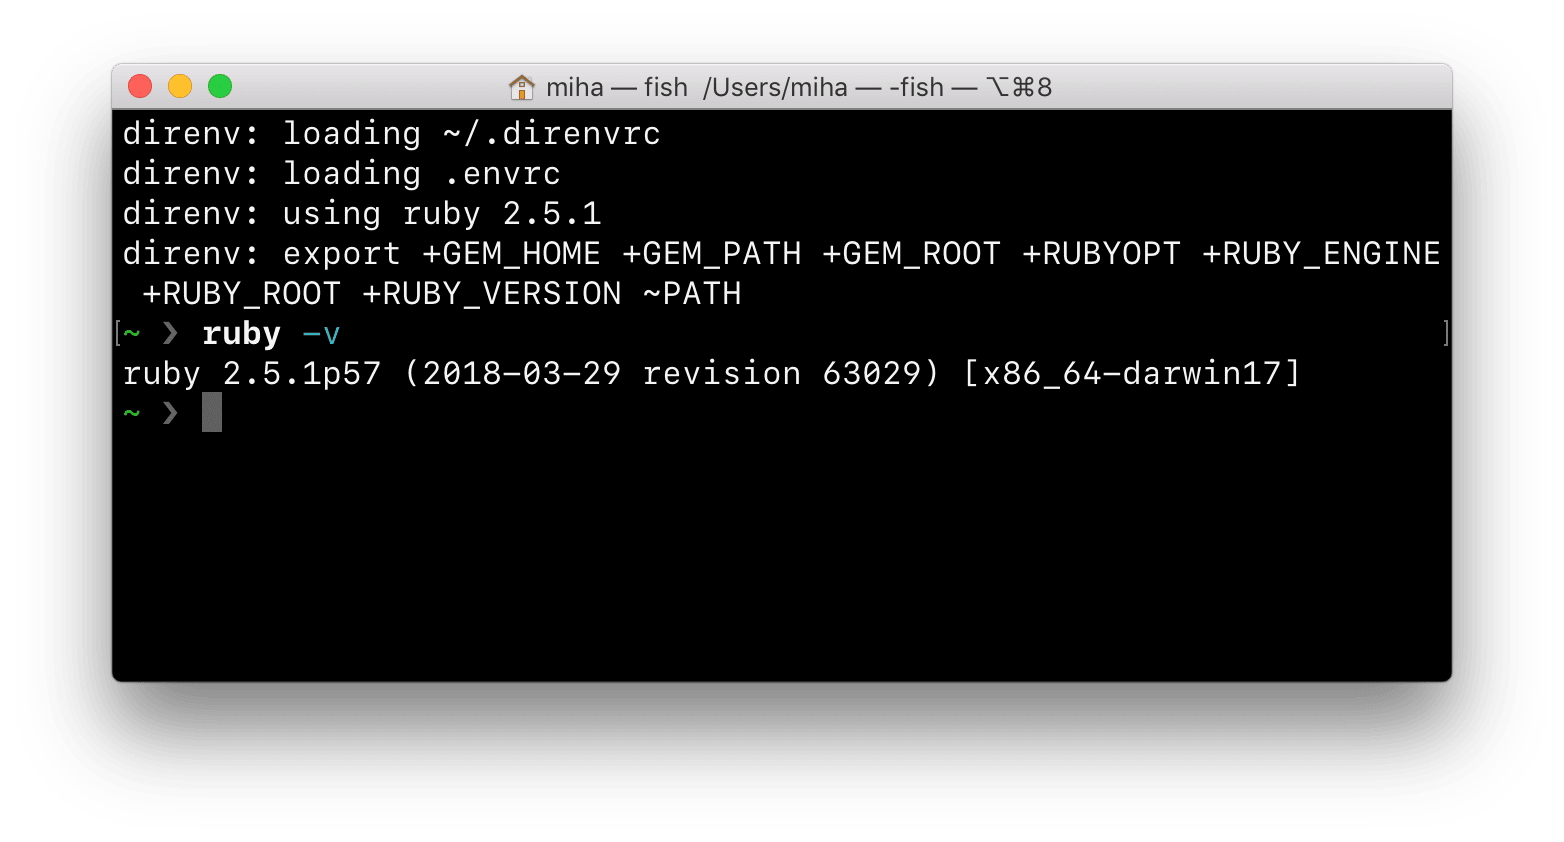 miha — fish /Users/miha — -fish — ⌥⌘8
direnv: loading ~/.direnvrc
direnv: loading .envrc
direnv: using ruby 2.5.1
direnv: export +GEM_HOME +GEM_PATH +GEM_ROOT +RUBYOPT +RUBY_ENGINE
+RUBY_ROOT +RUBY_VERSION ~PATH
[~ ❯ ruby -v ]
ruby 2.5.1p57 (2018-03-29 revision 63029) [x86_64-darwin17]
~ ❯